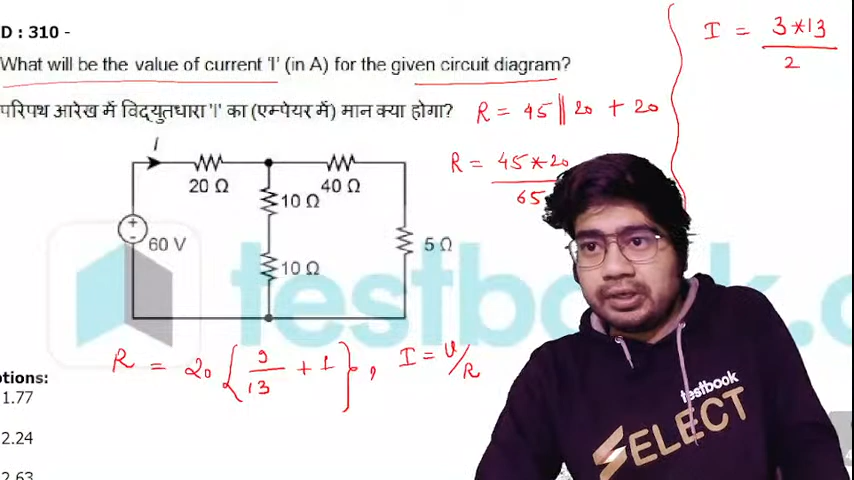 D : 310 -
What will be the value of current 'I' (in A) for the given circuit diagram?
परिपथ आरेख में विद्युतधारा 'I' का (एम्पेयर में) मान क्या होगा?
I = 3*13
2
R = 45 || 20 + 20
R = 45*20
65
I
20 Ω
40 Ω
10 Ω
+
-
60 V
5 Ω
10 Ω
testbook.com
R = 20 { 9/13 + 1 } , I = V/R
ptions:
1.77
2.24
2.63
testbook
SELECT